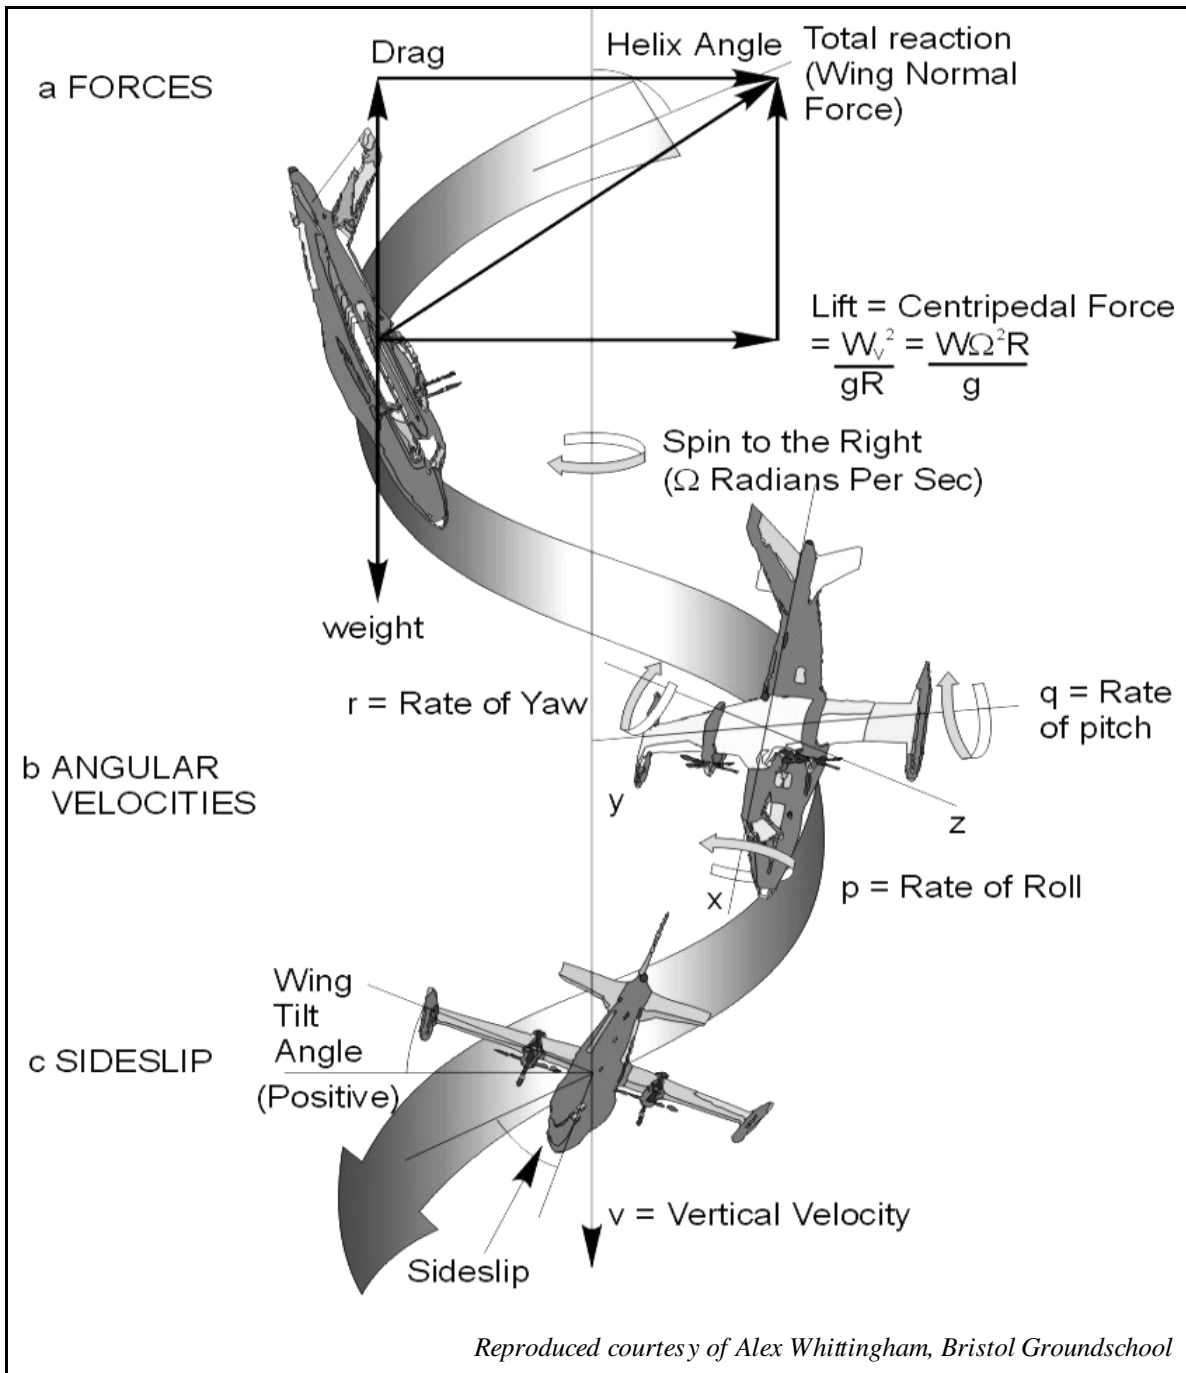 Drag
Helix Angle
Total reaction
(Wing Normal
Force)
a FORCES
Lift = Centripedal Force
= Wv² = WΩ²R
gR g
Spin to the Right
(Ω Radians Per Sec)
weight
r = Rate of Yaw
q = Rate
of pitch
b ANGULAR
VELOCITIES
y
z
x
p = Rate of Roll
Wing
Tilt
Angle
(Positive)
c SIDESLIP
v = Vertical Velocity
Sideslip
Reproduced courtesy of Alex Whittingham, Bristol Groundschool